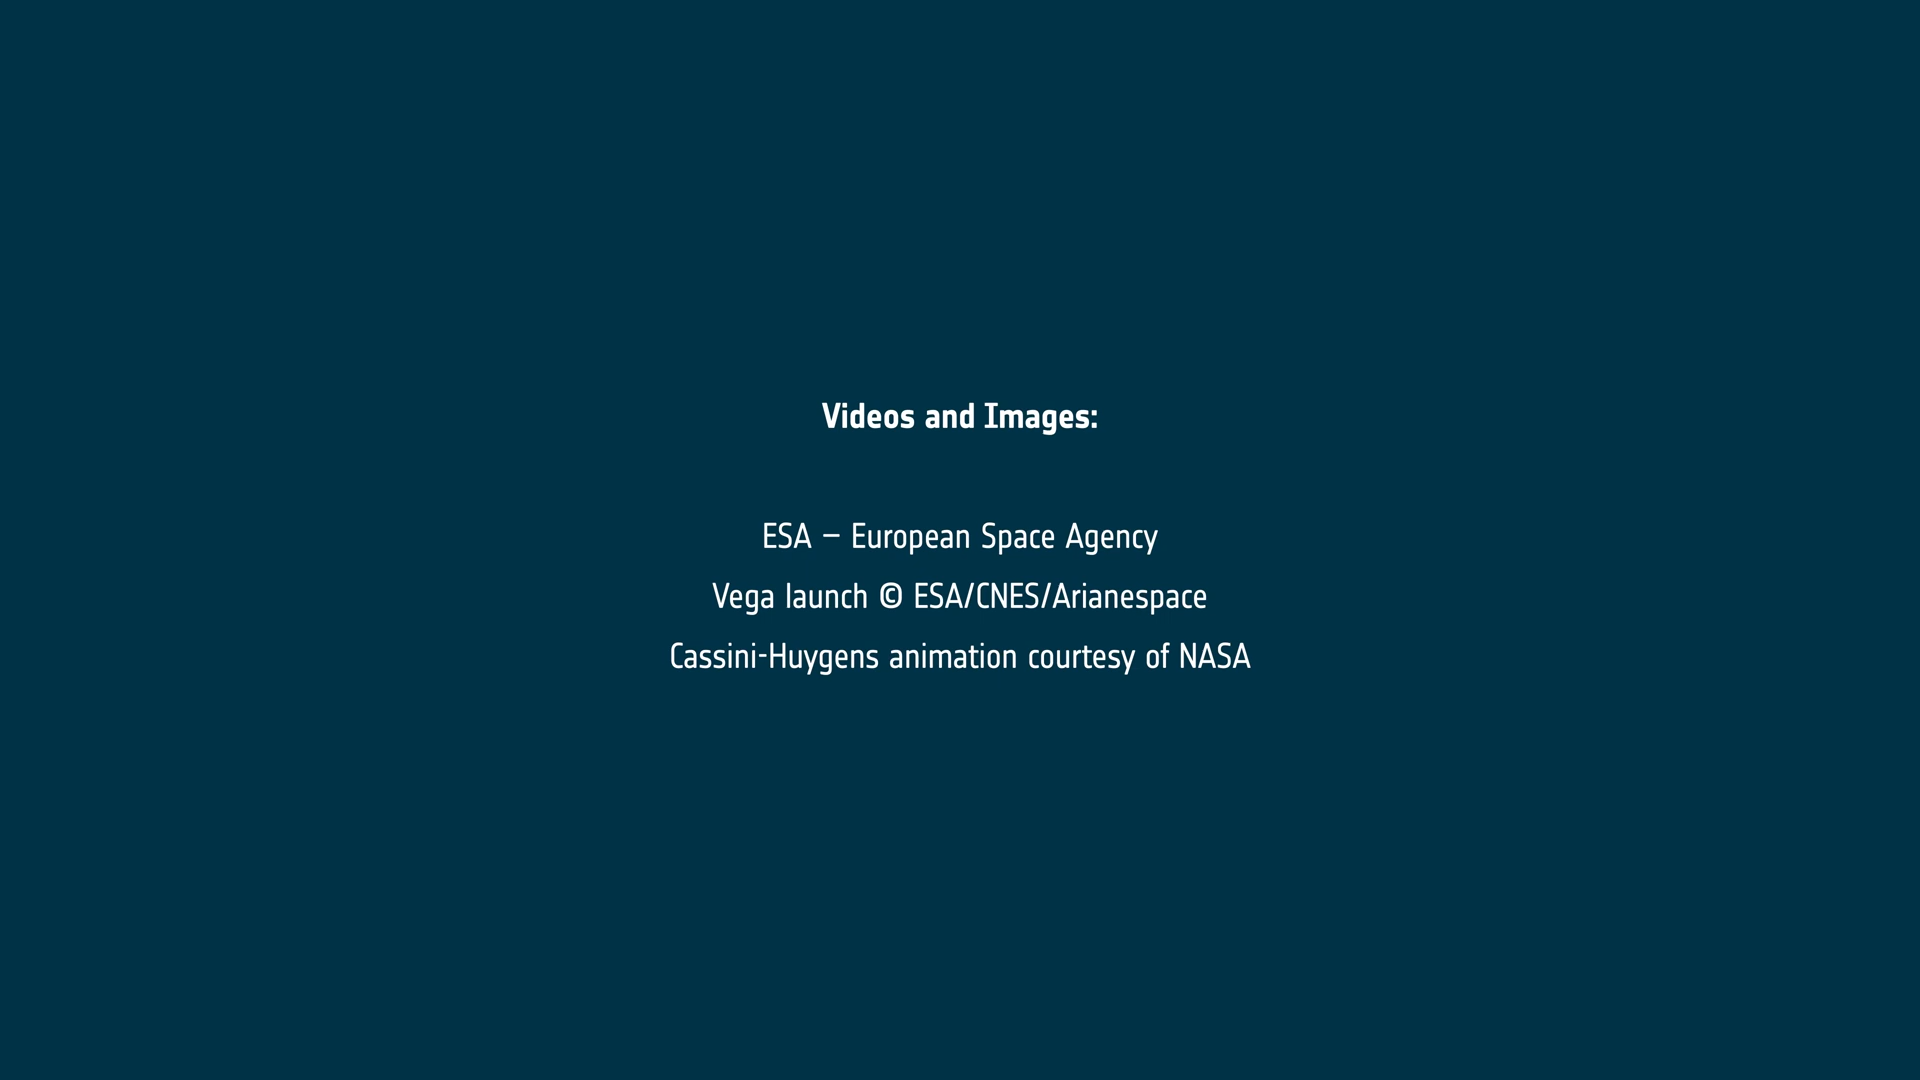 Videos and Images:
ESA – European Space Agency
Vega launch © ESA/CNES/Arianespace
Cassini-Huygens animation courtesy of NASA